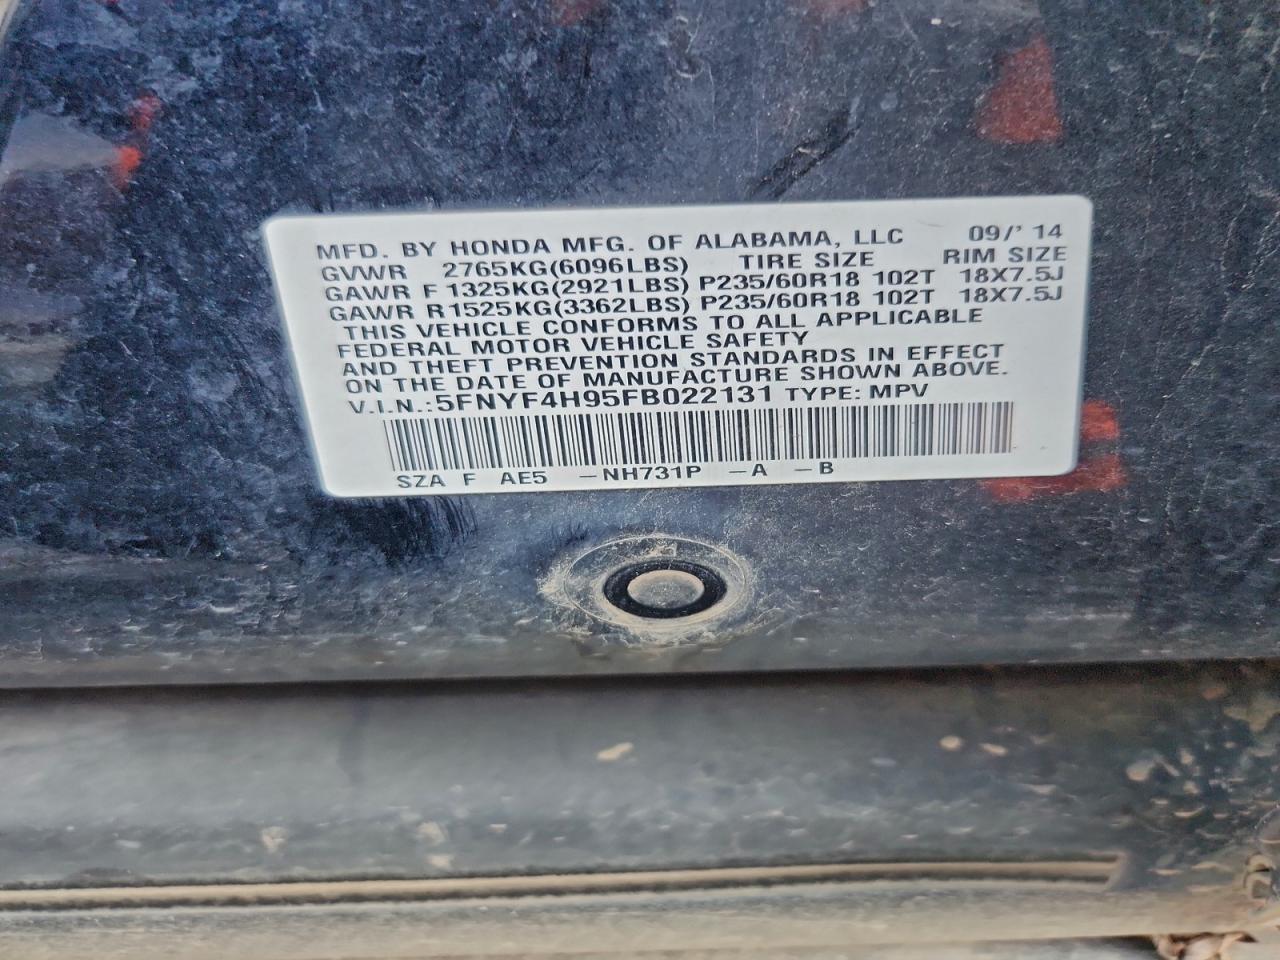 MFD. BY HONDA MFG. OF ALABAMA, LLC 09/' 14
GVWR 2765KG(6096LBS) TIRE SIZE RIM SIZE
GAWR F 1325KG(2921LBS) P235/60R18 102T 18X7.5J
GAWR R1525KG(3362LBS) P235/60R18 102T 18X7.5J
THIS VEHICLE CONFORMS TO ALL APPLICABLE
FEDERAL MOTOR VEHICLE SAFETY
AND THEFT PREVENTION STANDARDS IN EFFECT
ON THE DATE OF MANUFACTURE SHOWN ABOVE.
V.I.N.:5FNYF4H95FB022131 TYPE: MPV
SZA F AE5 -NH731P -A -B